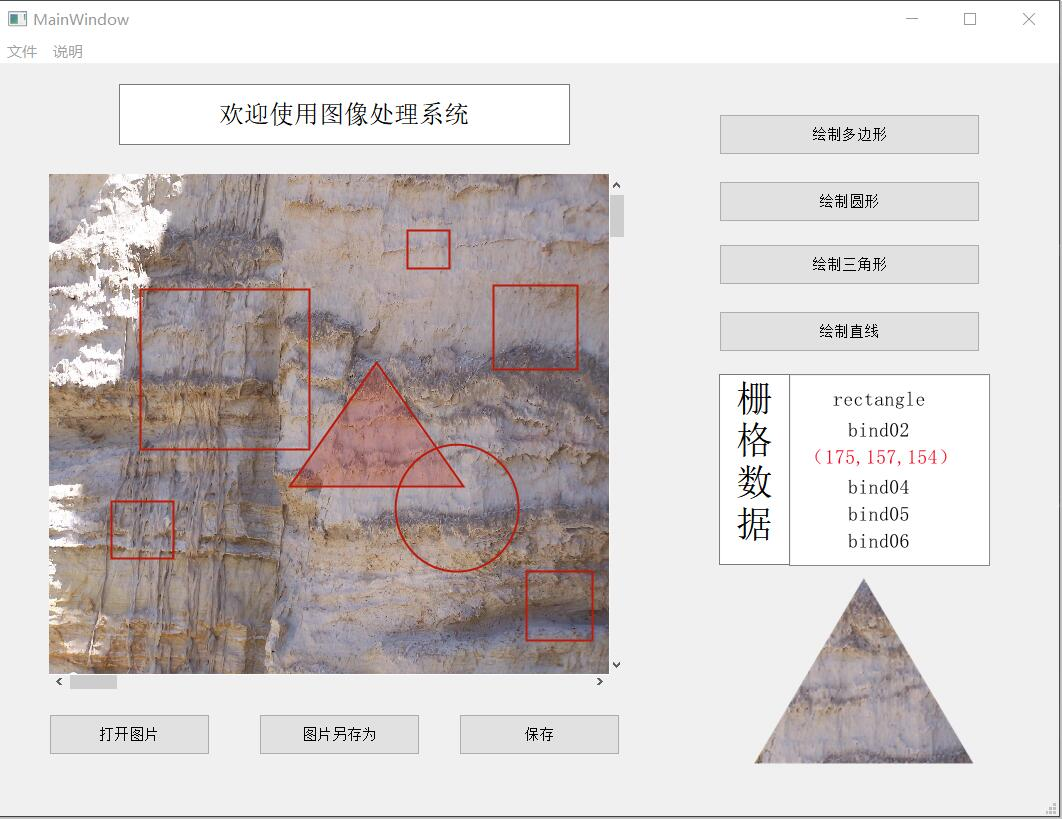 MainWindow
文件 说明
欢迎使用图像处理系统
绘制多边形
绘制圆形
绘制三角形
绘制直线
栅格数据
rectangle
bind02
(175,157,154)
bind04
bind05
bind06
打开图片 图片另存为 保存